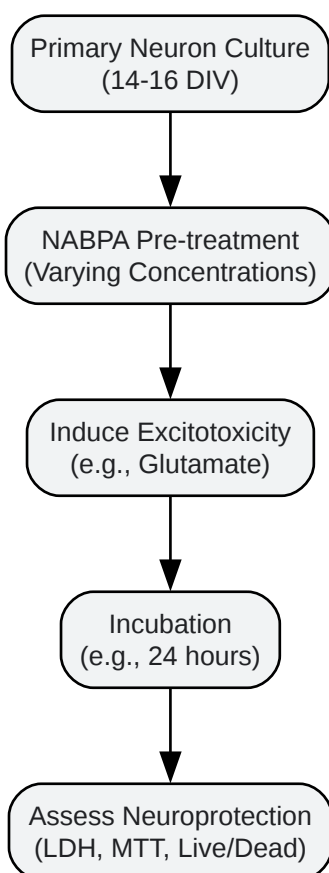 Primary Neuron Culture
(14-16 DIV)
NABPA Pre-treatment
(Varying Concentrations)
Induce Excitotoxicity
(e.g., Glutamate)
Incubation
(e.g., 24 hours)
Assess Neuroprotection
(LDH, MTT, Live/Dead)